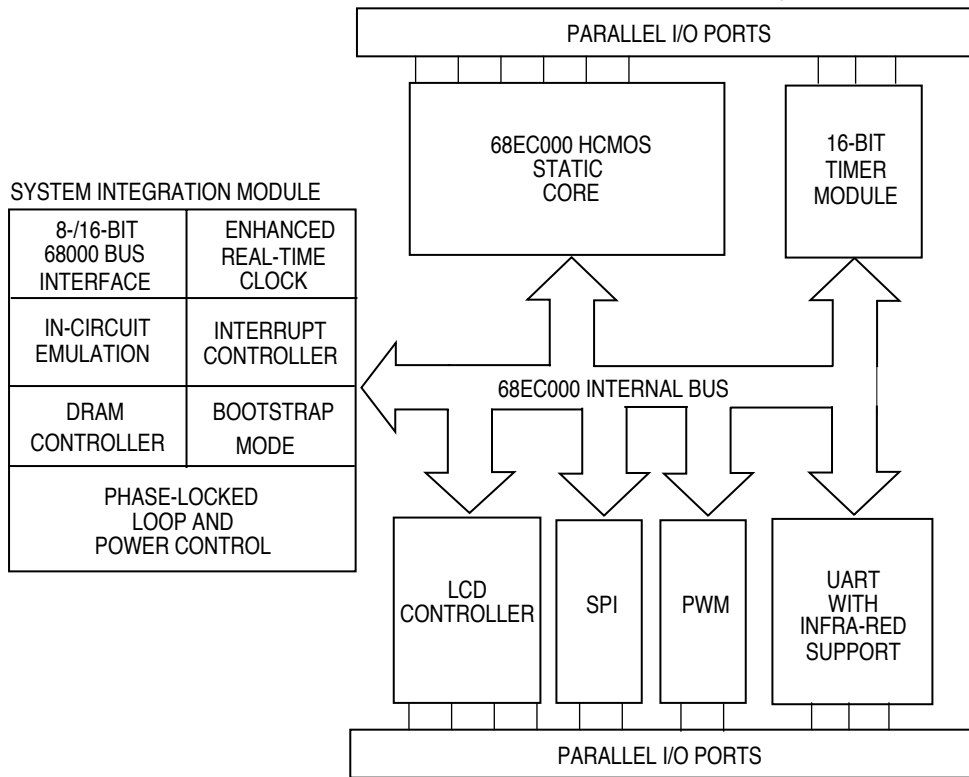 PARALLEL I/O PORTS
68EC000 HCMOS
STATIC
CORE
16-BIT
TIMER
MODULE
SYSTEM INTEGRATION MODULE
8-/16-BIT
68000 BUS
INTERFACE
ENHANCED
REAL-TIME
CLOCK
IN-CIRCUIT
EMULATION
INTERRUPT
CONTROLLER
DRAM
CONTROLLER
BOOTSTRAP
MODE
PHASE-LOCKED
LOOP AND
POWER CONTROL
68EC000 INTERNAL BUS
LCD
CONTROLLER
SPI
PWM
UART
WITH
INFRA-RED
SUPPORT
PARALLEL I/O PORTS